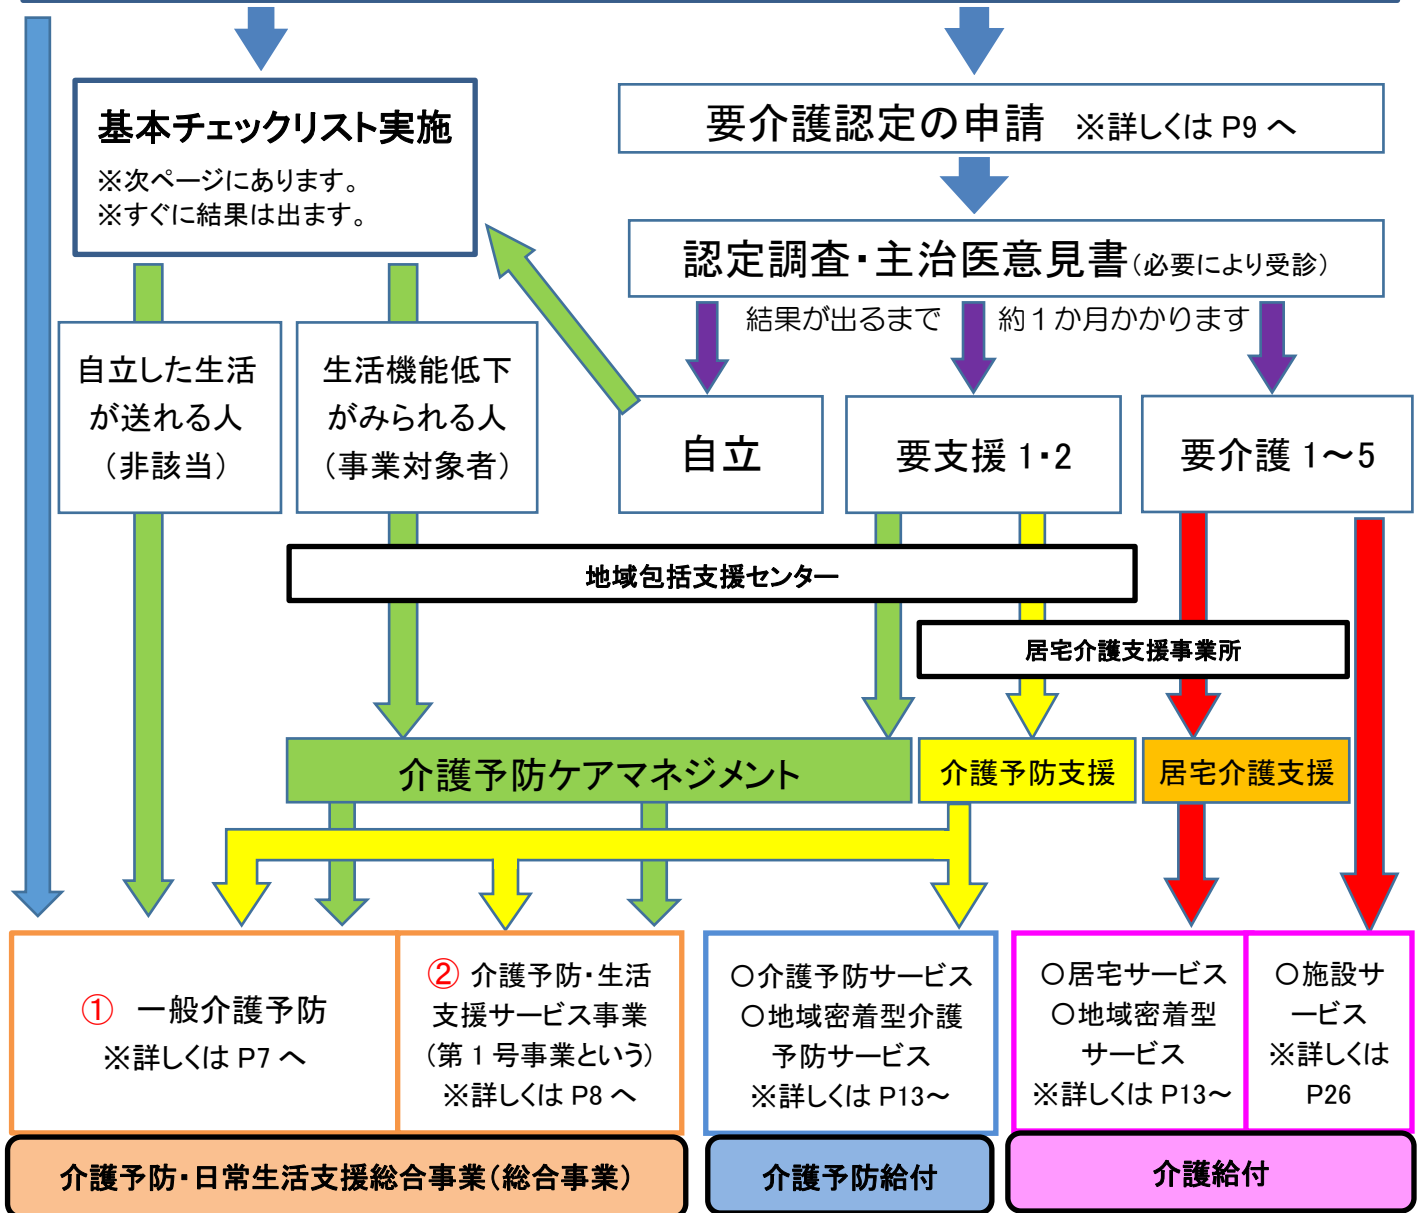 基本チェックリスト実施
※次ページにあります。
※すぐに結果は出ます。
要介護認定の申請 ※詳しくは P9 へ
認定調査・主治医意見書(必要により受診)
結果が出るまで 約1か月かかります
自立した生活
が送れる人
(非該当)
生活機能低下
がみられる人
(事業対象者)
自立
要支援 1・2
要介護 1~5
地域包括支援センター
居宅介護支援事業所
介護予防ケアマネジメント
介護予防支援
居宅介護支援
① 一般介護予防
※詳しくは P7 へ
② 介護予防・生活
支援サービス事業
(第1号事業という)
※詳しくは P8 へ
○介護予防サービス
○地域密着型介護
予防サービス
※詳しくは P13~
○居宅サービス
○地域密着型
サービス
※詳しくは P13~
○施設サ
ービス
※詳しくは
P26
介護予防・日常生活支援総合事業(総合事業)
介護予防給付
介護給付